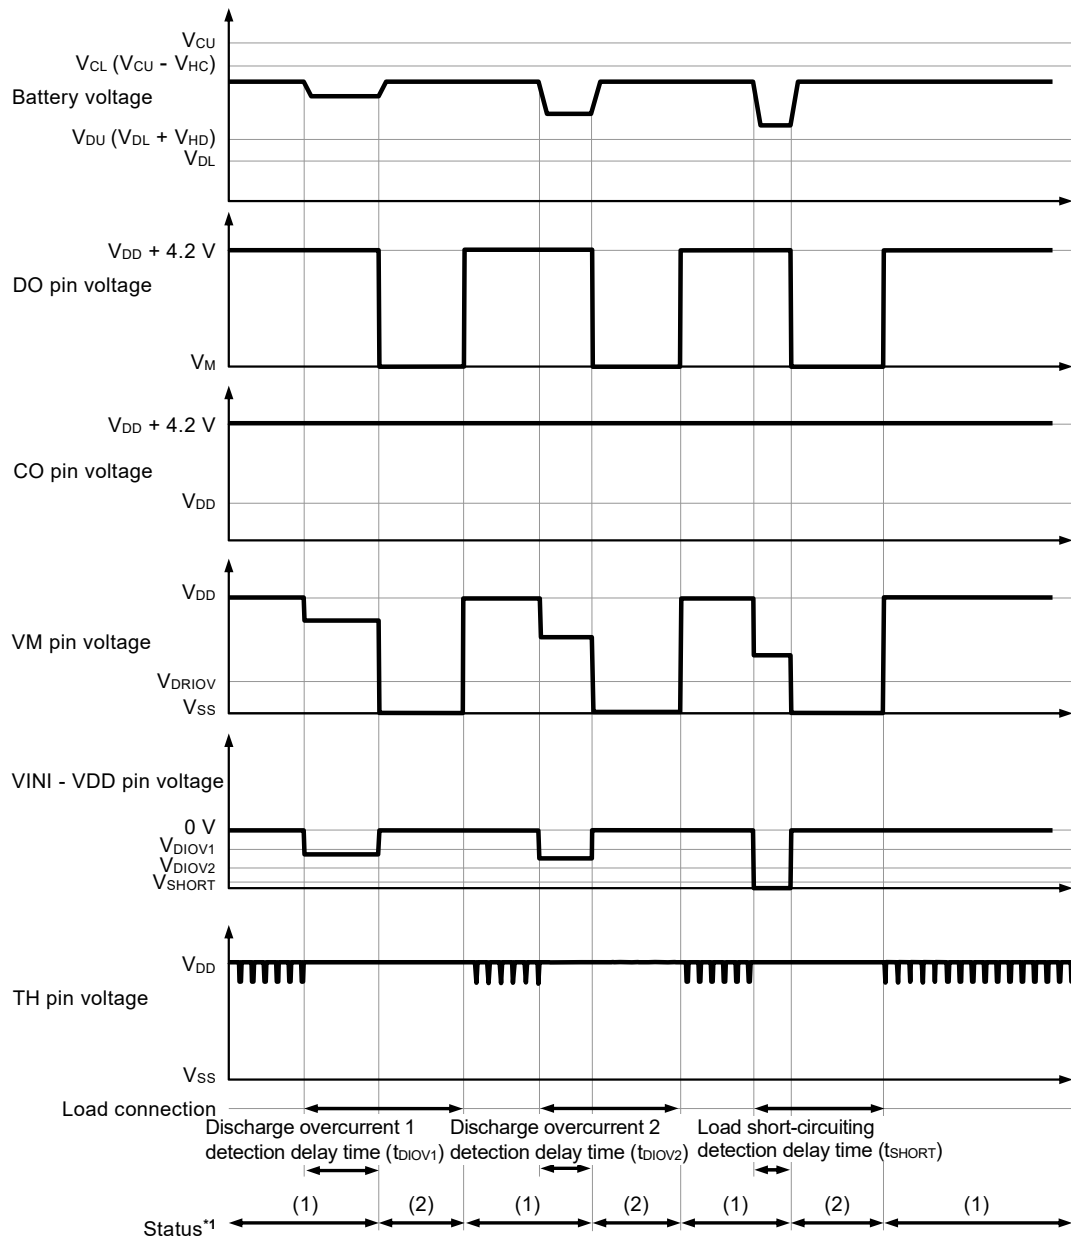 VCU
VCL (VCU - VHC)
Battery voltage
VDU (VDL + VHD)
VDL
VDD + 4.2 V
DO pin voltage
VM
VDD + 4.2 V
CO pin voltage
VDD
VDD
VM pin voltage
VDRIOV
VSS
VINI - VDD pin voltage
0 V
VDIOV1
VDIOV2
VSHORT
VDD
TH pin voltage
VSS
Load connection
Discharge overcurrent 1
detection delay time (tDIOV1)
Discharge overcurrent 2
detection delay time (tDIOV2)
Load short-circuiting
detection delay time (tSHORT)
(1) (2) (1) (2) (1) (2) (1)
Status*1